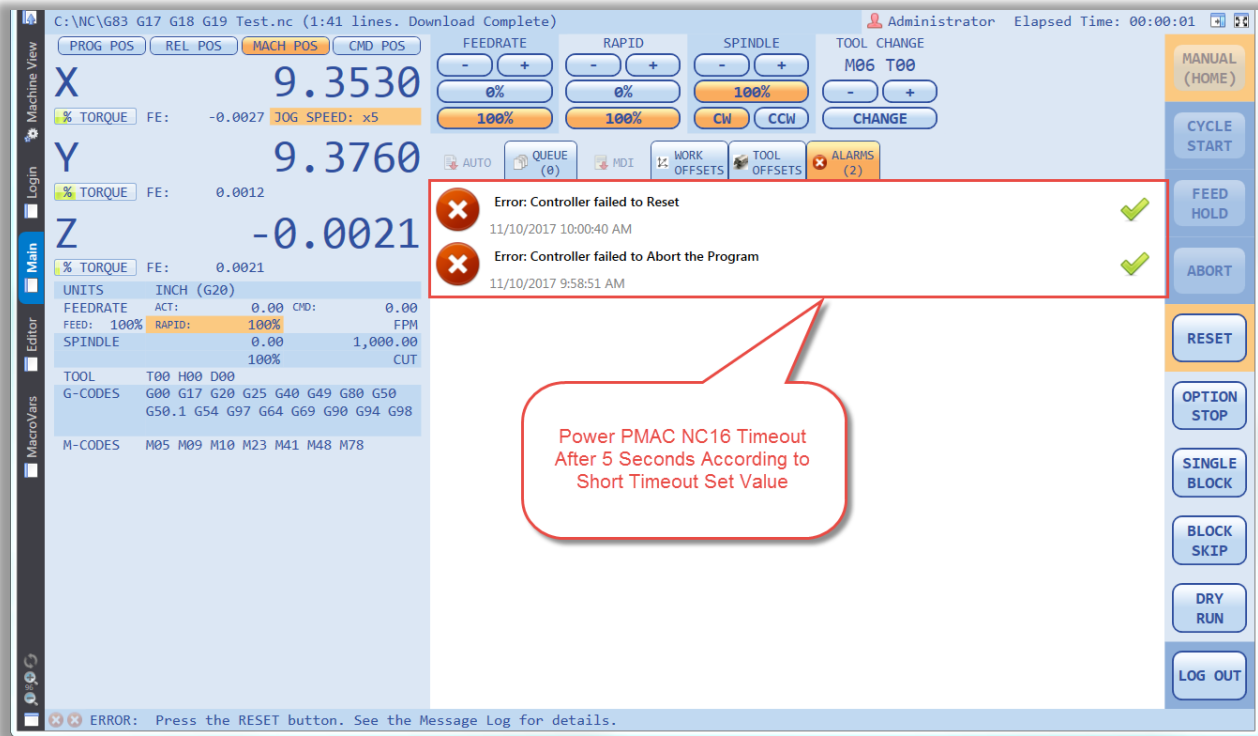 C:\NC\G83 G17 G18 G19 Test.nc (1:41 lines. Download Complete)
Administrator Elapsed Time: 00:00:01
Machine View
Login
Main
Editor
MacroVars
PROG POS REL POS MACH POS CMD POS
X 9.3530
% TORQUE FE: -0.0027 JOG SPEED: x5
Y 9.3760
% TORQUE FE: 0.0012
Z -0.0021
% TORQUE FE: 0.0021
UNITS INCH (G20)
FEEDRATE ACT: 0.00 CMD: 0.00
FEED: 100% RAPID: 100% FPM
SPINDLE 0.00 1,000.00
100% CUT
TOOL T00 H00 D00
G-CODES G00 G17 G20 G25 G40 G49 G80 G50
G50.1 G54 G97 G64 G69 G90 G94 G98
M-CODES M05 M09 M10 M23 M41 M48 M78
FEEDRATE RAPID SPINDLE TOOL CHANGE
- + - + - + M06 T00
0% 0% 100% - +
100% 100% CW CCW CHANGE
AUTO
QUEUE
(0)
MDI
WORK
OFFSETS
TOOL
OFFSETS
ALARMS
(2)
Error: Controller failed to Reset
11/10/2017 10:00:40 AM
Error: Controller failed to Abort the Program
11/10/2017 9:58:51 AM
Power PMAC NC16 Timeout
After 5 Seconds According to
Short Timeout Set Value
MANUAL
(HOME)
CYCLE
START
FEED
HOLD
ABORT
RESET
OPTION
STOP
SINGLE
BLOCK
BLOCK
SKIP
DRY
RUN
LOG OUT
ERROR: Press the RESET button. See the Message Log for details.